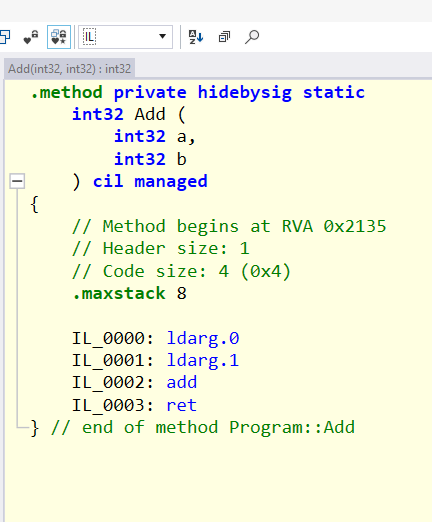 IL
Add(int32, int32) : int32
.method private hidebysig static
int32 Add (
int32 a,
int32 b
) cil managed
{
// Method begins at RVA 0x2135
// Header size: 1
// Code size: 4 (0x4)
.maxstack 8
IL_0000: ldarg.0
IL_0001: ldarg.1
IL_0002: add
IL_0003: ret
} // end of method Program::Add